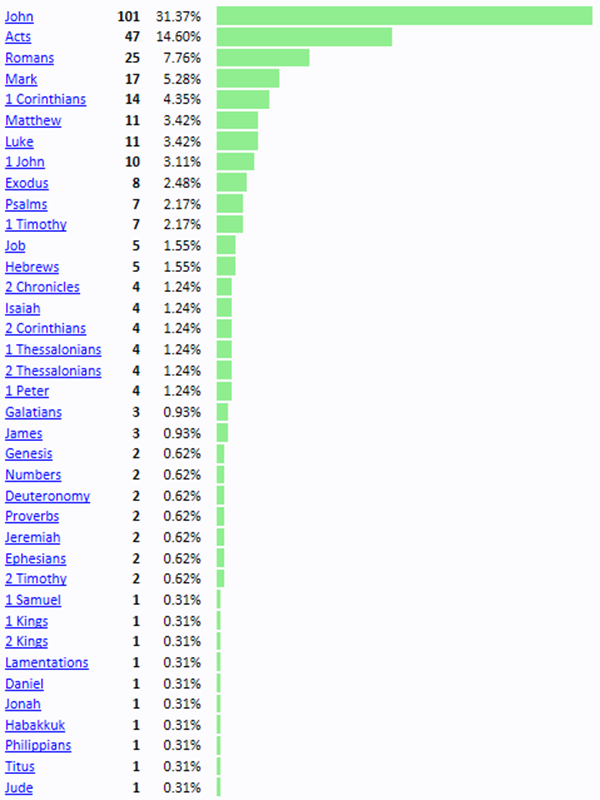 John 101 31.37%
Acts 47 14.60%
Romans 25 7.76%
Mark 17 5.28%
1 Corinthians 14 4.35%
Matthew 11 3.42%
Luke 11 3.42%
1 John 10 3.11%
Exodus 8 2.48%
Psalms 7 2.17%
1 Timothy 7 2.17%
Job 5 1.55%
Hebrews 5 1.55%
2 Chronicles 4 1.24%
Isaiah 4 1.24%
2 Corinthians 4 1.24%
1 Thessalonians 4 1.24%
2 Thessalonians 4 1.24%
1 Peter 4 1.24%
Galatians 3 0.93%
James 3 0.93%
Genesis 2 0.62%
Numbers 2 0.62%
Deuteronomy 2 0.62%
Proverbs 2 0.62%
Jeremiah 2 0.62%
Ephesians 2 0.62%
2 Timothy 2 0.62%
1 Samuel 1 0.31%
1 Kings 1 0.31%
2 Kings 1 0.31%
Lamentations 1 0.31%
Daniel 1 0.31%
Jonah 1 0.31%
Habakkuk 1 0.31%
Philippians 1 0.31%
Titus 1 0.31%
Jude 1 0.31%